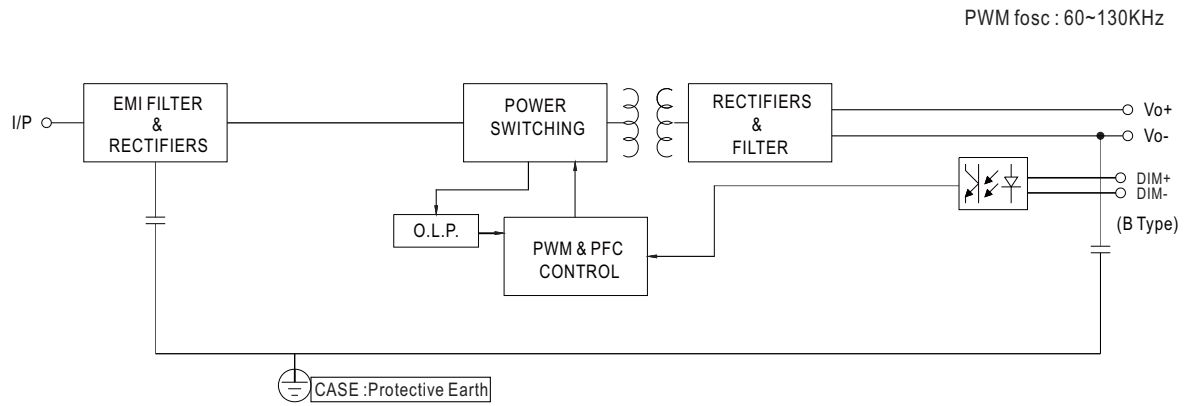 PWM fosc : 60~130KHz
I/P
EMI FILTER
&
RECTIFIERS
POWER
SWITCHING
RECTIFIERS
&
FILTER
Vo+
Vo-
DIM+
DIM-
(B Type)
O.L.P.
PWM & PFC
CONTROL
CASE :Protective Earth